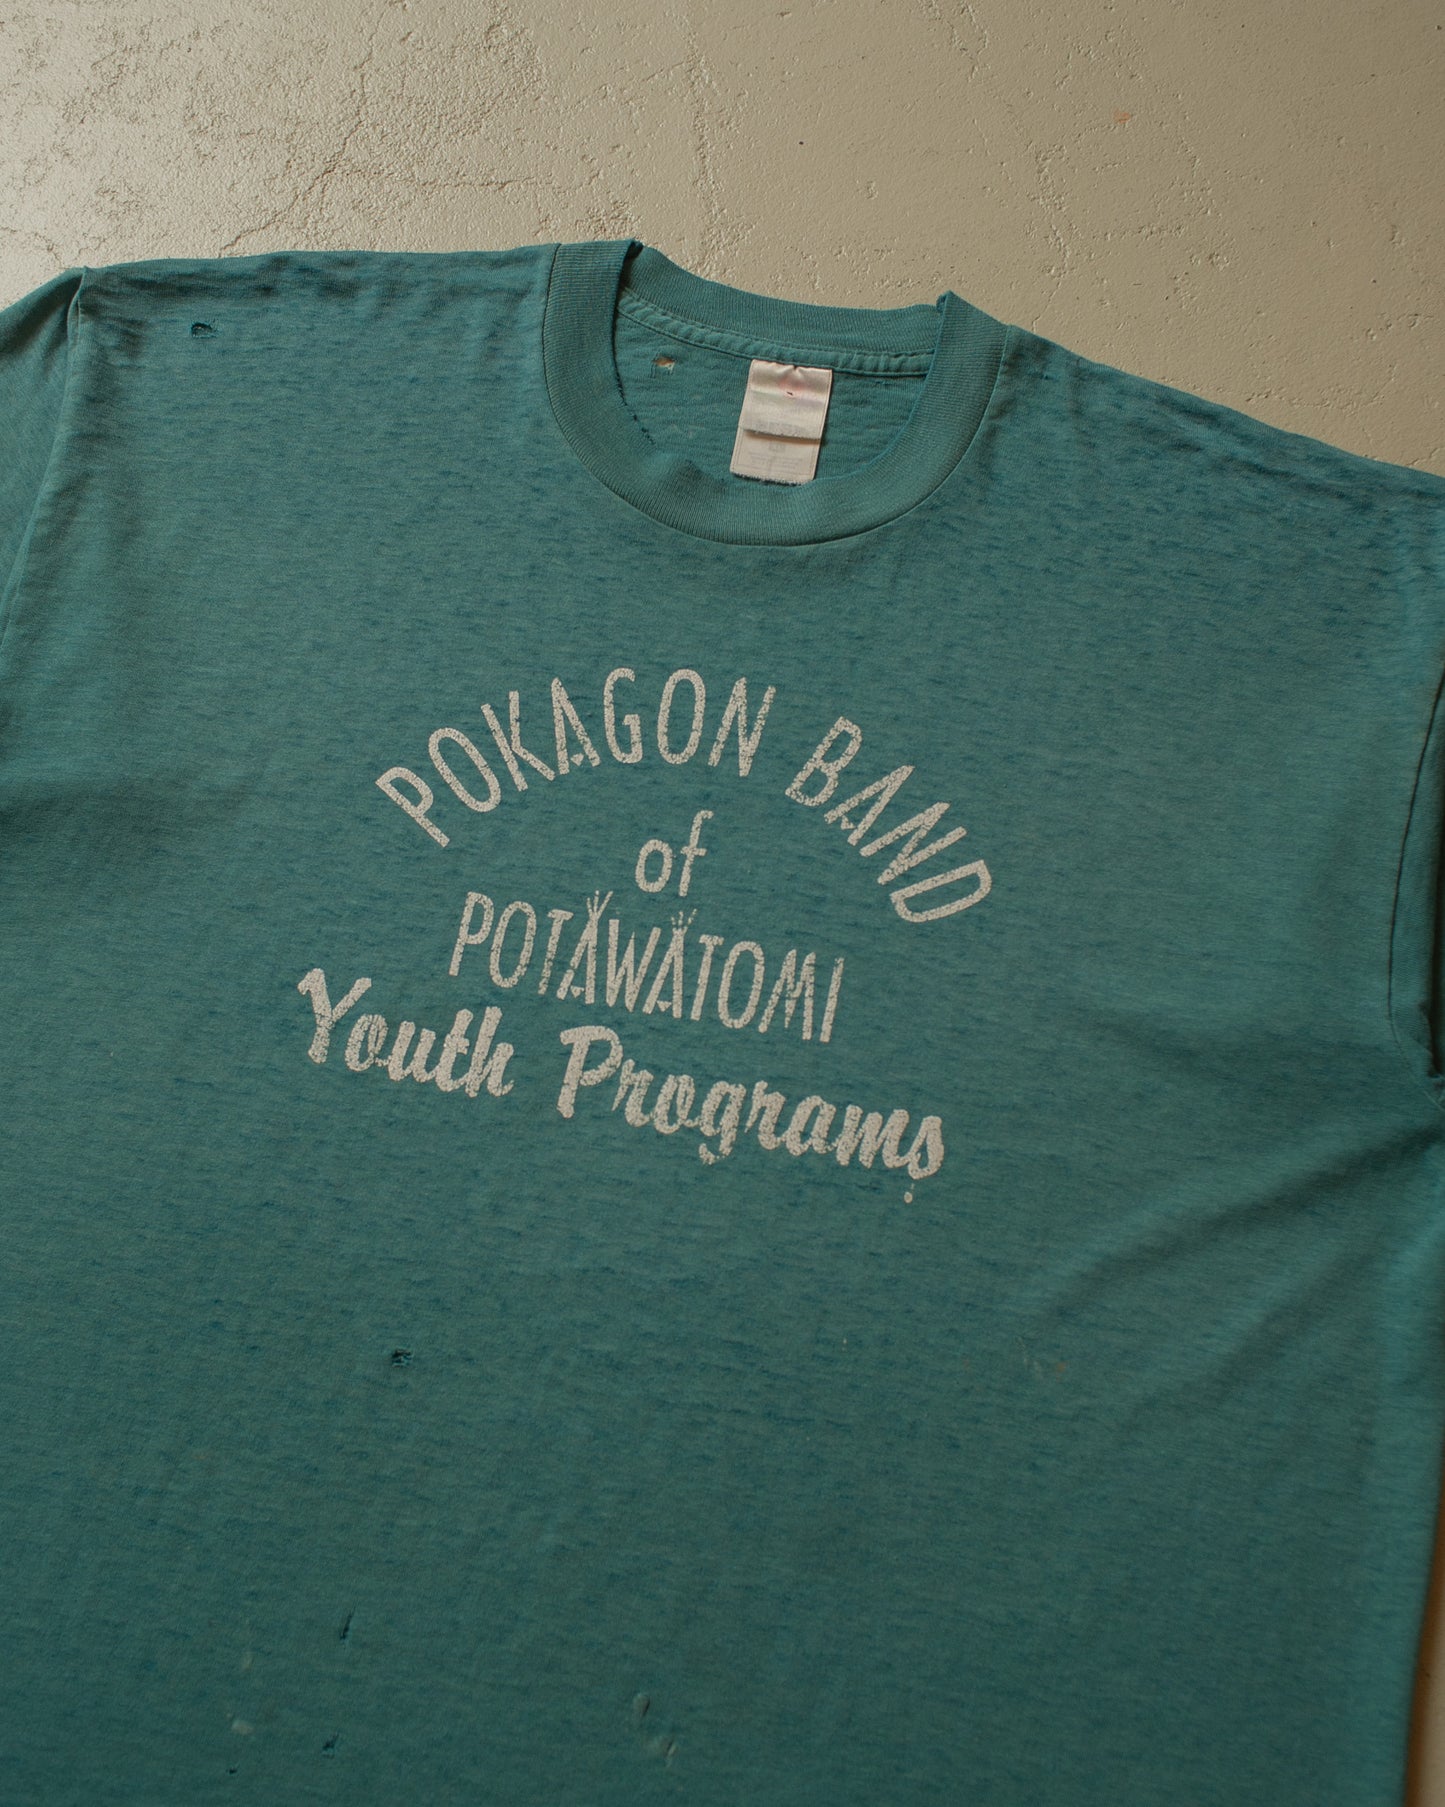 POKAGON BAND
of
POTAWATOMI
Youth Programs